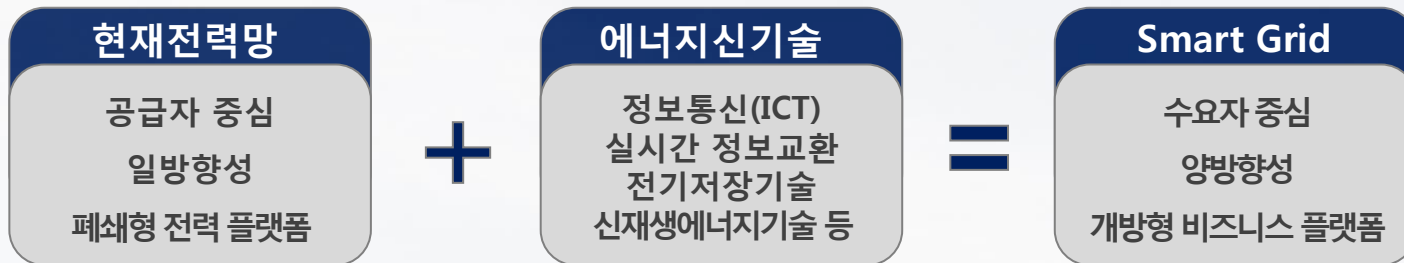 현재전력망
공급자 중심
일방향성
폐쇄형 전력 플랫폼
+
에너지신기술
정보통신(ICT)
실시간 정보교환
전기저장기술
신재생에너지기술 등
=
Smart Grid
수요자 중심
양방향성
개방형 비즈니스 플랫폼